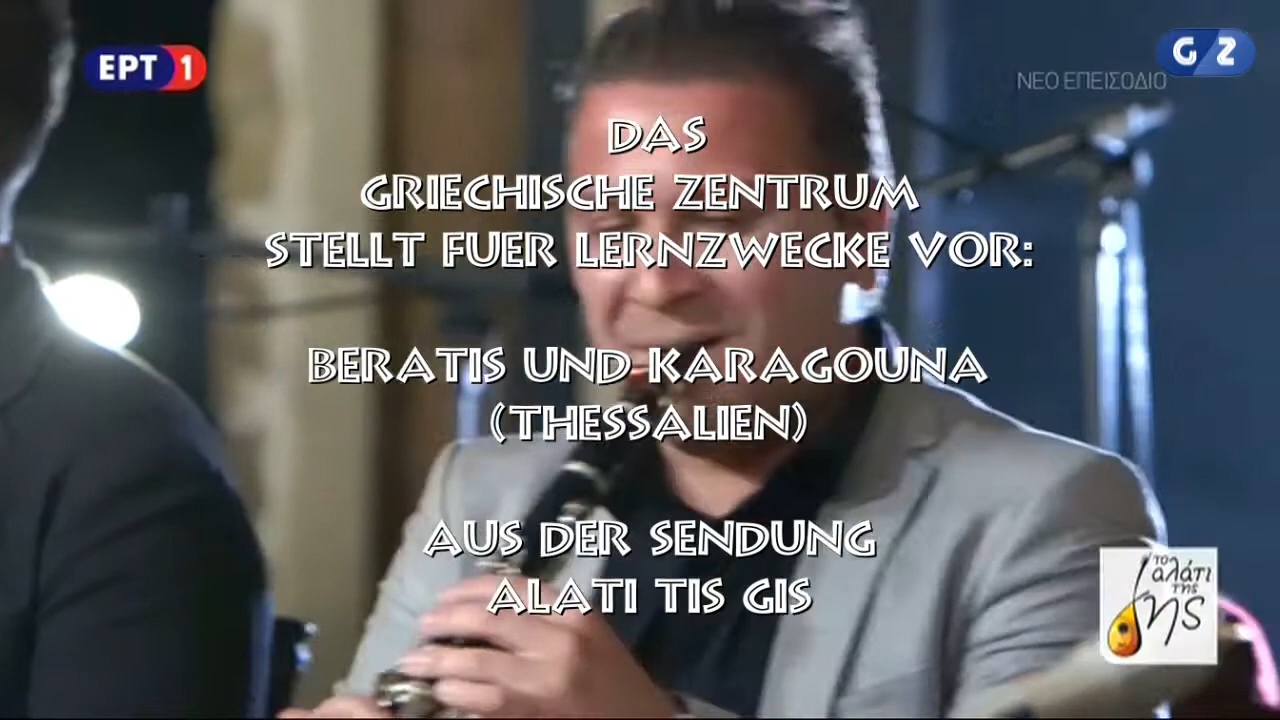 ΕΡΤ 1
G Z
ΝΕΟ ΕΠΕΙΣΟΔΙΟ
DAS
GRIECHISCHE ZENTRUM
STELLT FUER LERNZWECKE VOR:
BERATIS UND KARAGOUNA
(THESSALIEN)
AUS DER SENDUNG
ALATI TIS GIS
το
αλάτι
της
γης